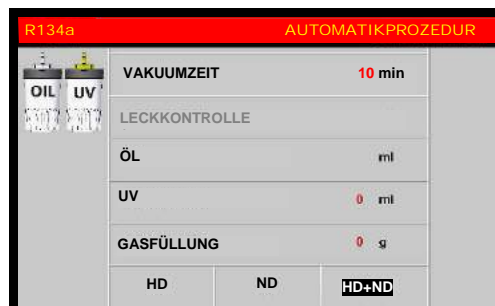 R134a AUTOMATIKPROZEDUR
OIL UV
VAKUUMZEIT 10 min
LECKKONTROLLE
ÖL ml
UV 0 ml
GASFÜLLUNG 0 g
HD ND HD+ND